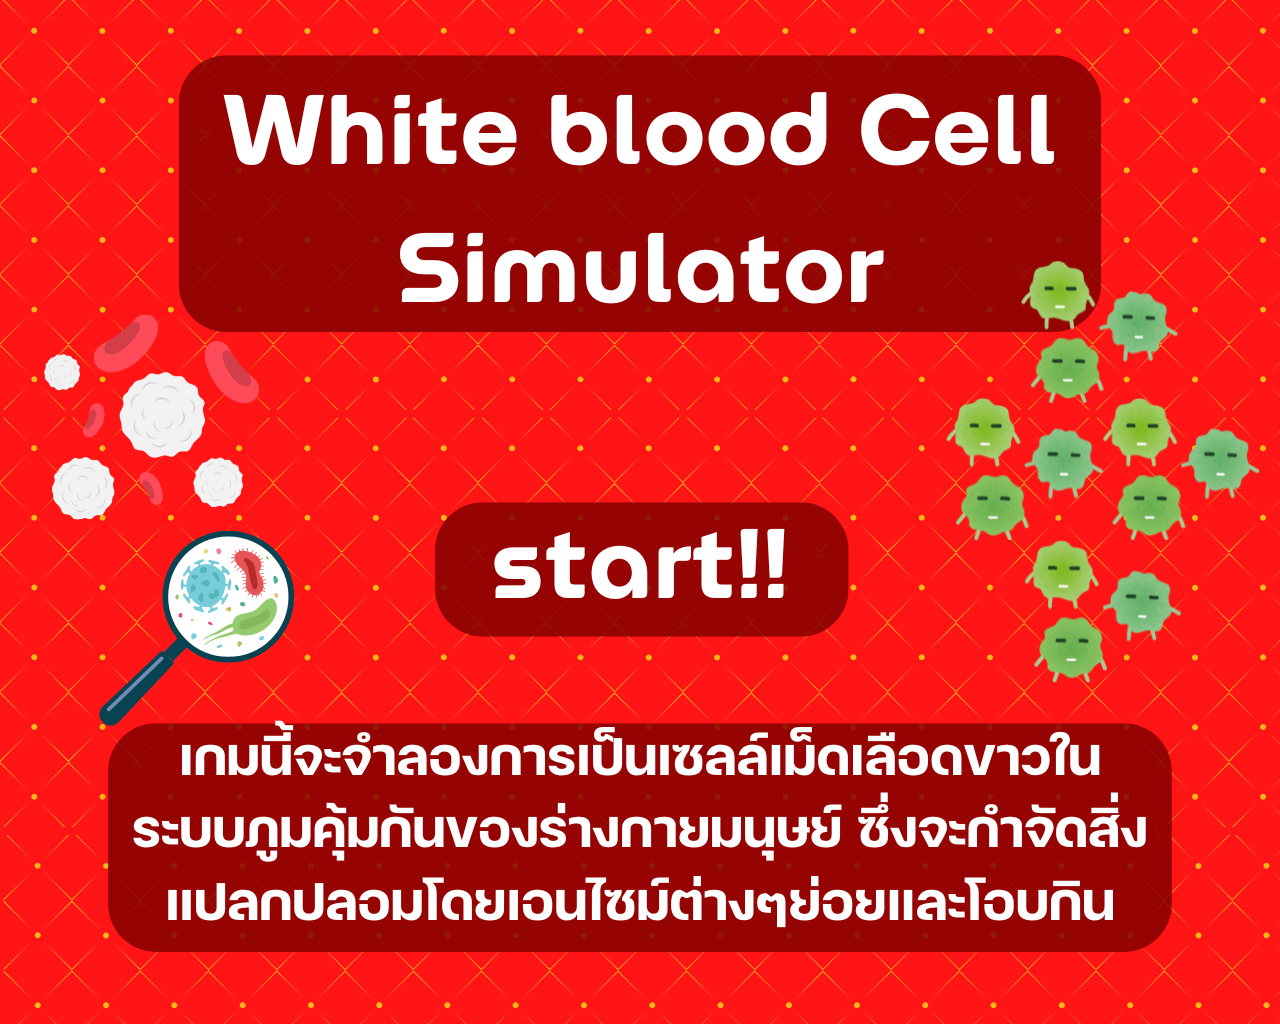 White blood Cell
Simulator
start!!
เกมนี้จะจำลองการเป็นเซลล์เม็ดเลือดขาวใน
ระบบภูมคุ้มกันของร่างกายมนุษย์ ซึ่งจะกำจัดสิ่ง
แปลกปลอมโดยเอนไซม์ต่างๆย่อยและโอบกิน